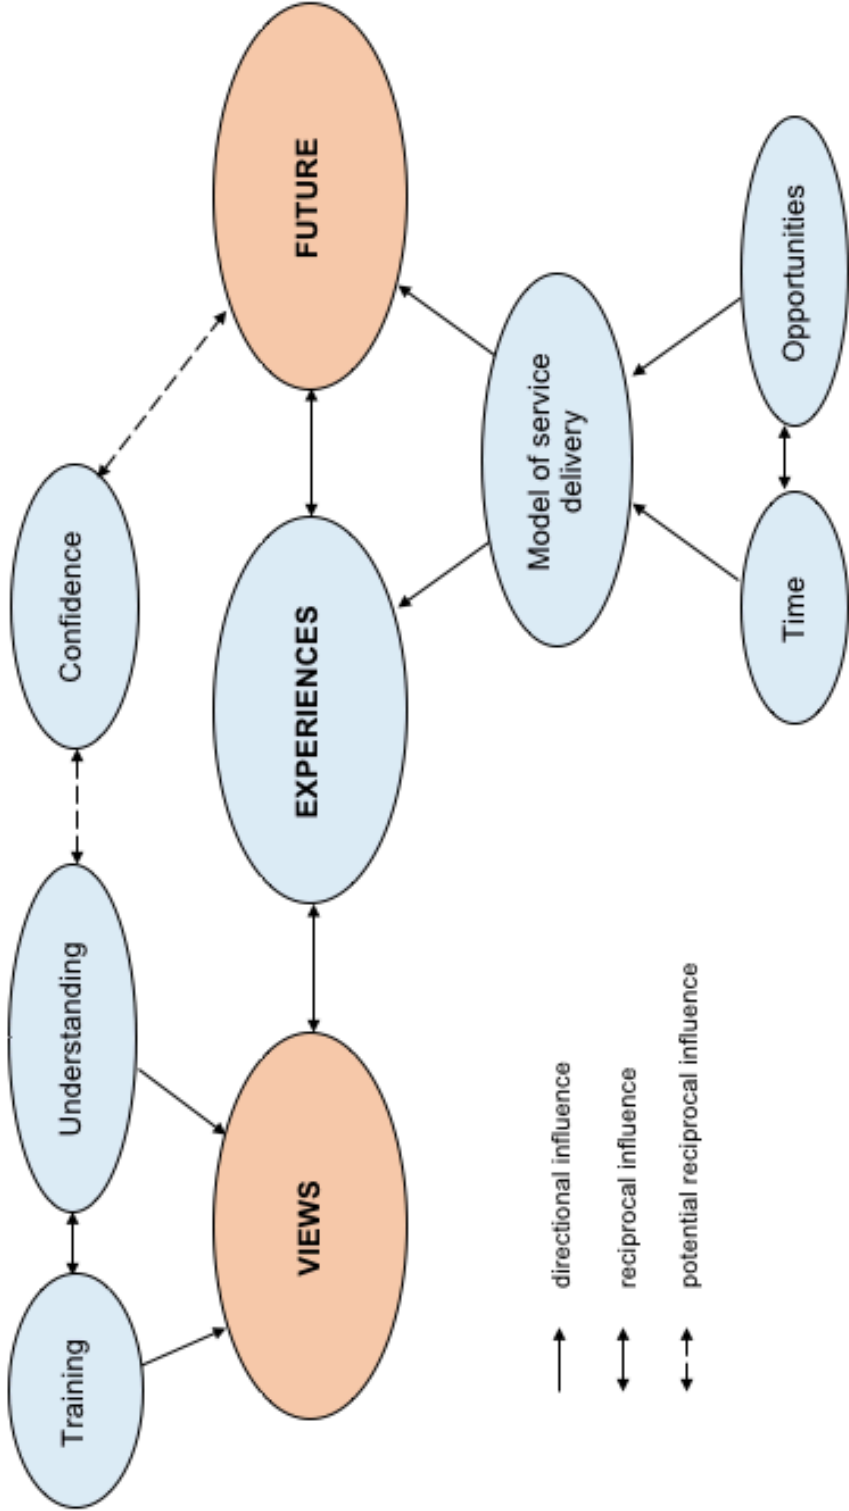 Training
Understanding
Confidence
VIEWS
EXPERIENCES
FUTURE
Model of service
delivery
Time
Opportunities
directional influence
reciprocal influence
potential reciprocal influence